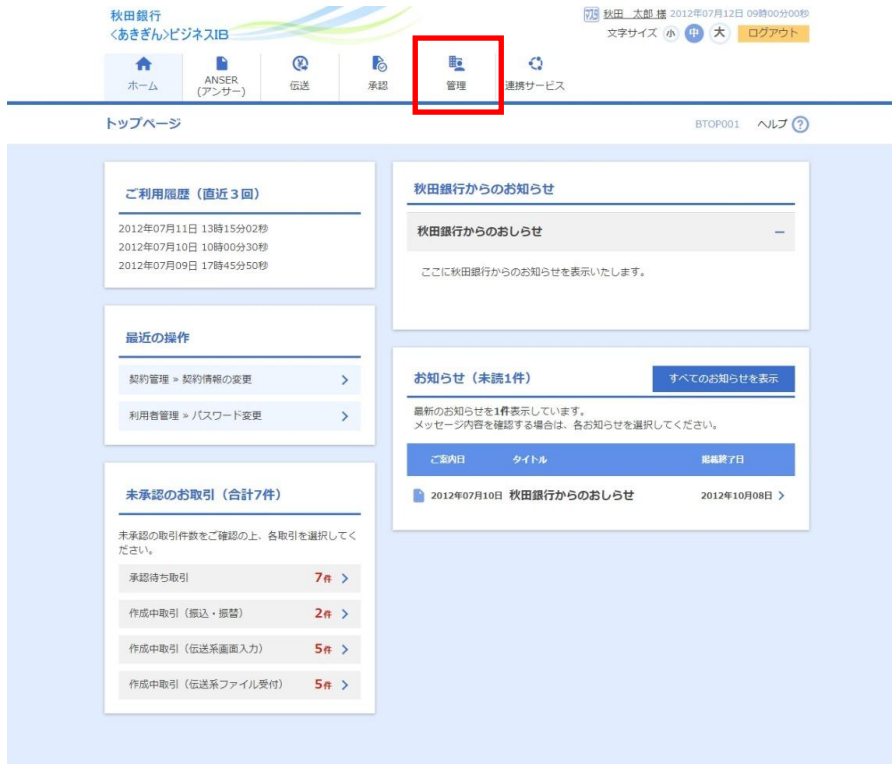 秋田銀行
<あきぎん>ビジネスIB
秋田 太郎 様 2012年07月12日 09時00分00秒
文字サイズ 小 中 大 ログアウト
ホーム
ANSER
(アンサー)
伝送
承認
管理
連携サービス
トップページ
BTOP001 ヘルプ ?
ご利用履歴（直近３回）
2012年07月11日 13時15分02秒
2012年07月10日 10時00分30秒
2012年07月09日 17時45分50秒
最近の操作
契約管理 » 契約情報の変更
利用者管理 » パスワード変更
未承認のお取引（合計7件）
未承認の取引件数をご確認の上、各取引を選択してく
ださい。
承認待ち取引 7件
作成中取引（振込・振替） 2件
作成中取引（伝送系画面入力） 5件
作成中取引（伝送系ファイル受付） 5件
秋田銀行からのお知らせ
秋田銀行からのおしらせ
ここに秋田銀行からのお知らせを表示いたします。
お知らせ（未読1件）
すべてのお知らせを表示
最新のお知らせを1件表示しています。
メッセージ内容を確認する場合は、各お知らせを選択してください。
ご案内日 タイトル 掲載終了日
2012年07月10日 秋田銀行からのおしらせ 2012年10月08日